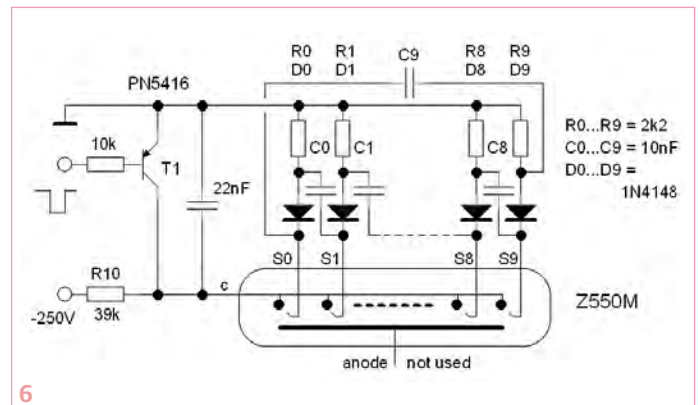 R0 R1 C9 R8 R9
D0 D1 D8 D9
PN5416
10k
T1
22nF
C0 C1 C8
R0...R9 = 2k2
C0...C9 = 10nF
D0...D9 =
1N4148
R10
-250V 39k
c
S0 S1 S8 S9
Z550M
anode not used
6